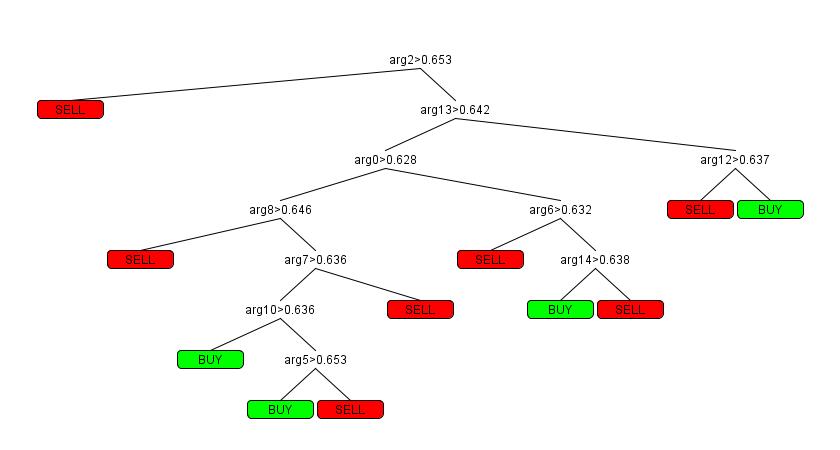 arg2>0.653
SELL
arg13>0.642
arg0>0.628
arg12>0.637
arg8>0.646
arg6>0.632
SELL
BUY
SELL
arg7>0.636
SELL
arg14>0.638
arg10>0.636
SELL
BUY
SELL
BUY
arg5>0.653
BUY
SELL